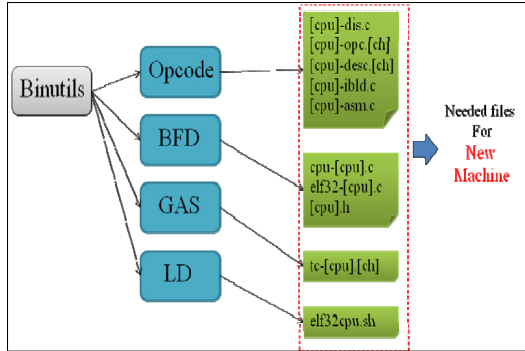 Binutils
Opcode
BFD
GAS
LD
[cpu]-dis.c
[cpu]-opc.[ch]
[cpu]-desc.[ch]
[cpu]-ibld.c
[cpu]-asm.c
cpu-[cpu].c
elf32-[cpu].c
[cpu].h
tc-[cpu].[ch]
elf32cpu.sh
Needed files
For
New
Machine